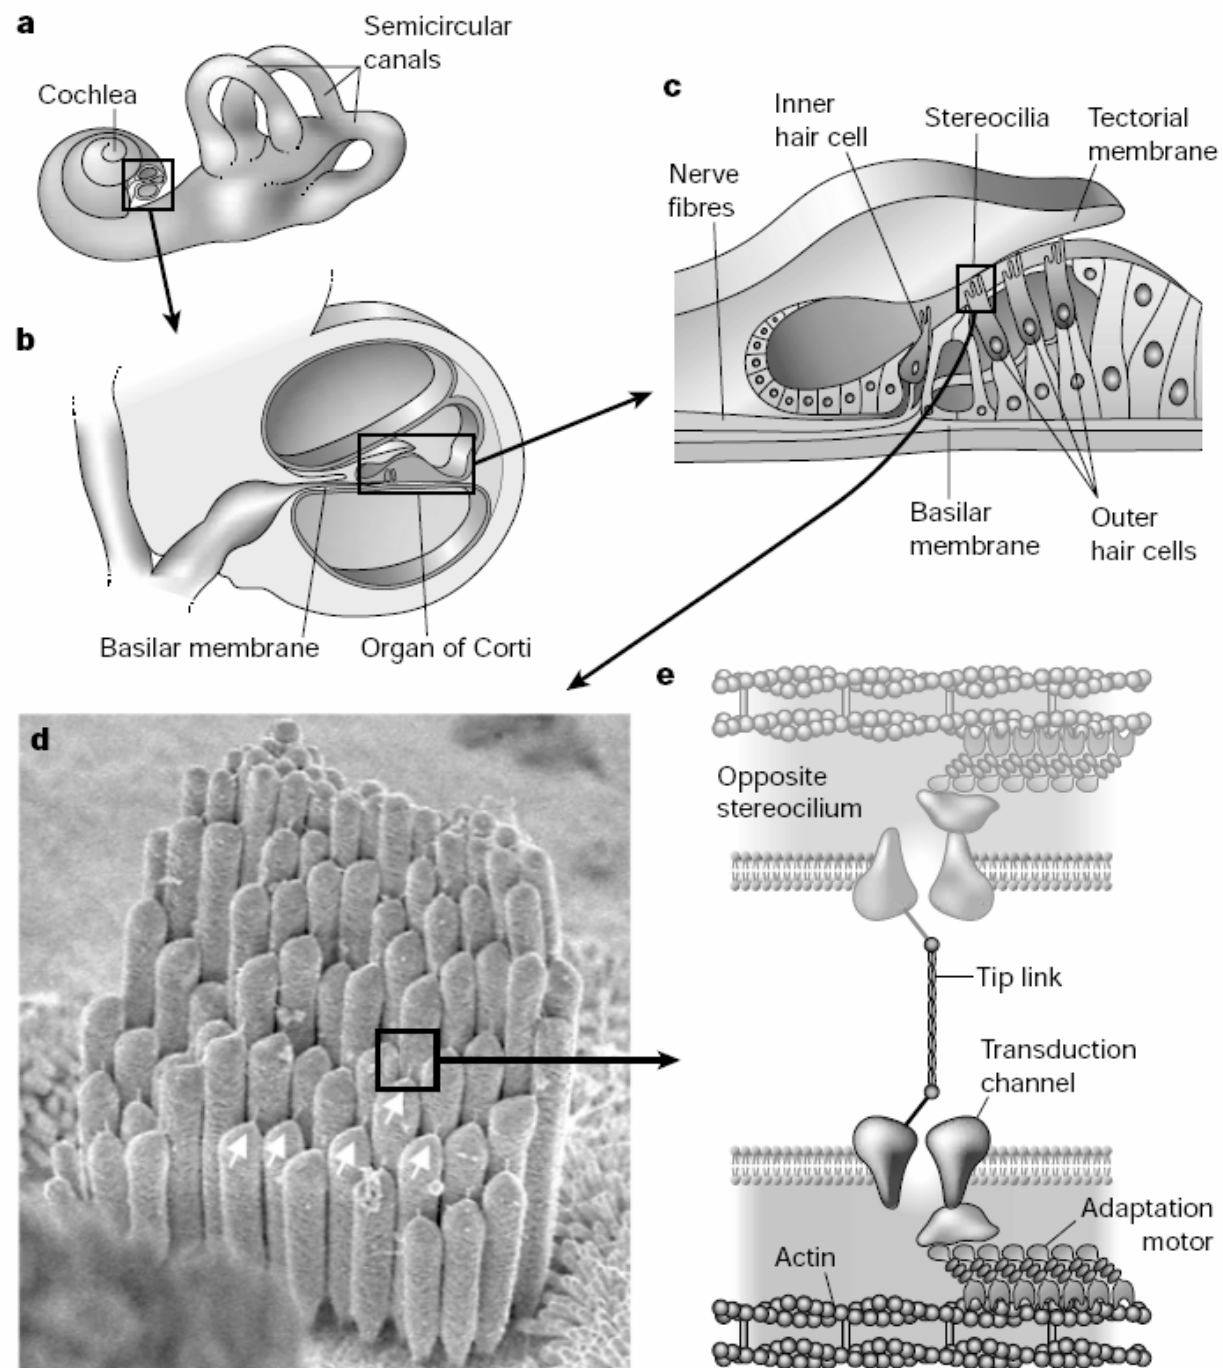 a
Semicircular
canals
Cochlea
b
Basilar membrane
Organ of Corti
c
Inner
hair cell
Stereocilia
Tectorial
membrane
Nerve
fibres
Basilar
membrane
Outer
hair cells
d
e
Opposite
stereocilium
Tip link
Transduction
channel
Adaptation
motor
Actin